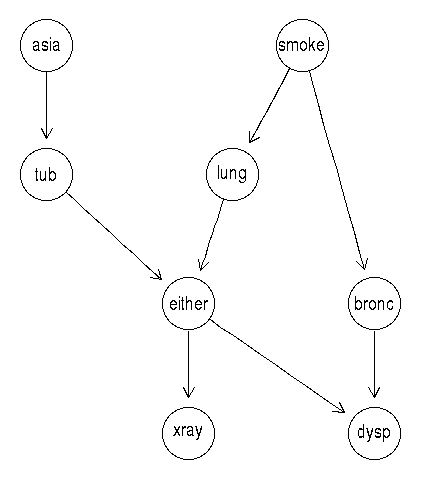 asia
smoke
tub
lung
either
bronc
xray
dysp